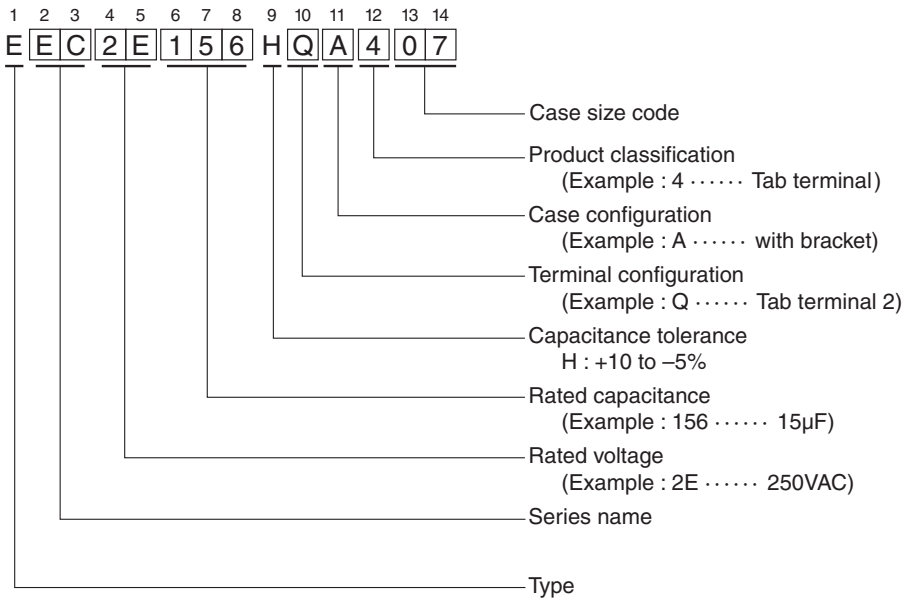 1 2 3 4 5 6 7 8 9 10 11 12 13 14
E E C 2 E 1 5 6 H Q A 4 0 7
Case size code
Product classification
(Example : 4 ‥‥‥ Tab terminal)
Case configuration
(Example : A ‥‥‥ with bracket)
Terminal configuration
(Example : Q ‥‥‥ Tab terminal 2)
Capacitance tolerance
H : +10 to –5%
Rated capacitance
(Example : 156 ‥‥‥ 15µF)
Rated voltage
(Example : 2E ‥‥‥ 250VAC)
Series name
Type